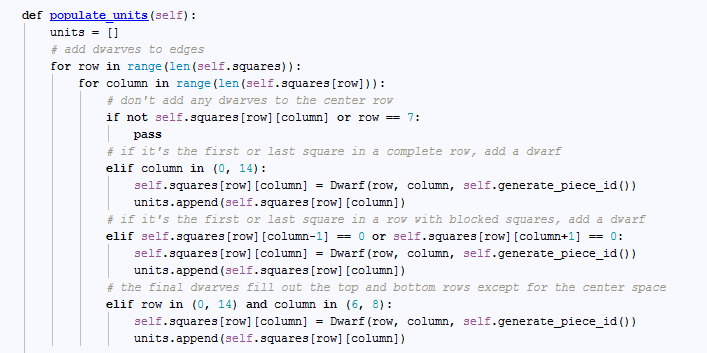 def populate_units(self):
units = []
# add dwarves to edges
for row in range(len(self.squares)):
for column in range(len(self.squares[row])):
# don't add any dwarves to the center row
if not self.squares[row][column] or row == 7:
pass
# if it's the first or last square in a complete row, add a dwarf
elif column in (0, 14):
self.squares[row][column] = Dwarf(row, column, self.generate_piece_id())
units.append(self.squares[row][column])
# if it's the first or last square in a row with blocked squares, add a dwarf
elif self.squares[row][column-1] == 0 or self.squares[row][column+1] == 0:
self.squares[row][column] = Dwarf(row, column, self.generate_piece_id())
units.append(self.squares[row][column])
# the final dwarves fill out the top and bottom rows except for the center space
elif row in (0, 14) and column in (6, 8):
self.squares[row][column] = Dwarf(row, column, self.generate_piece_id())
units.append(self.squares[row][column])